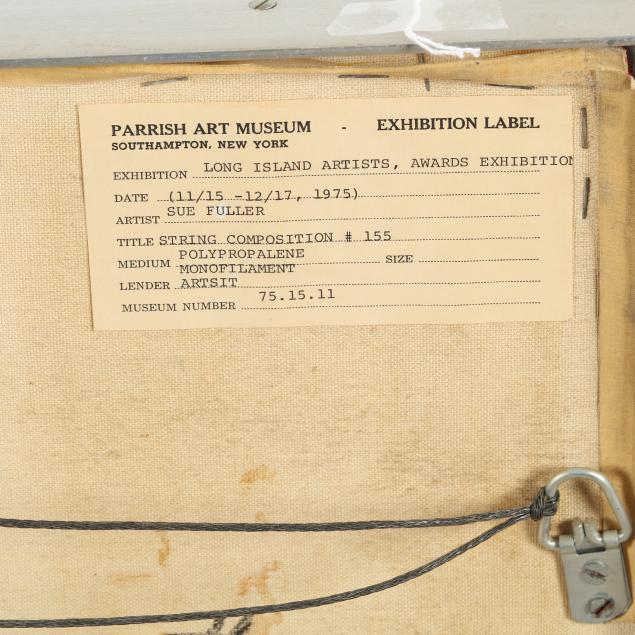 PARRISH ART MUSEUM - EXHIBITION LABEL
SOUTHAMPTON, NEW YORK
EXHIBITION LONG ISLAND ARTISTS, AWARDS EXHIBITION
DATE (11/15 -12/17, 1975)
ARTIST SUE FULLER
TITLE STRING COMPOSITION # 155
MEDIUM POLYPROPALENE SIZE
MONOFILAMENT
LENDER ARTSIT
MUSEUM NUMBER 75.15.11